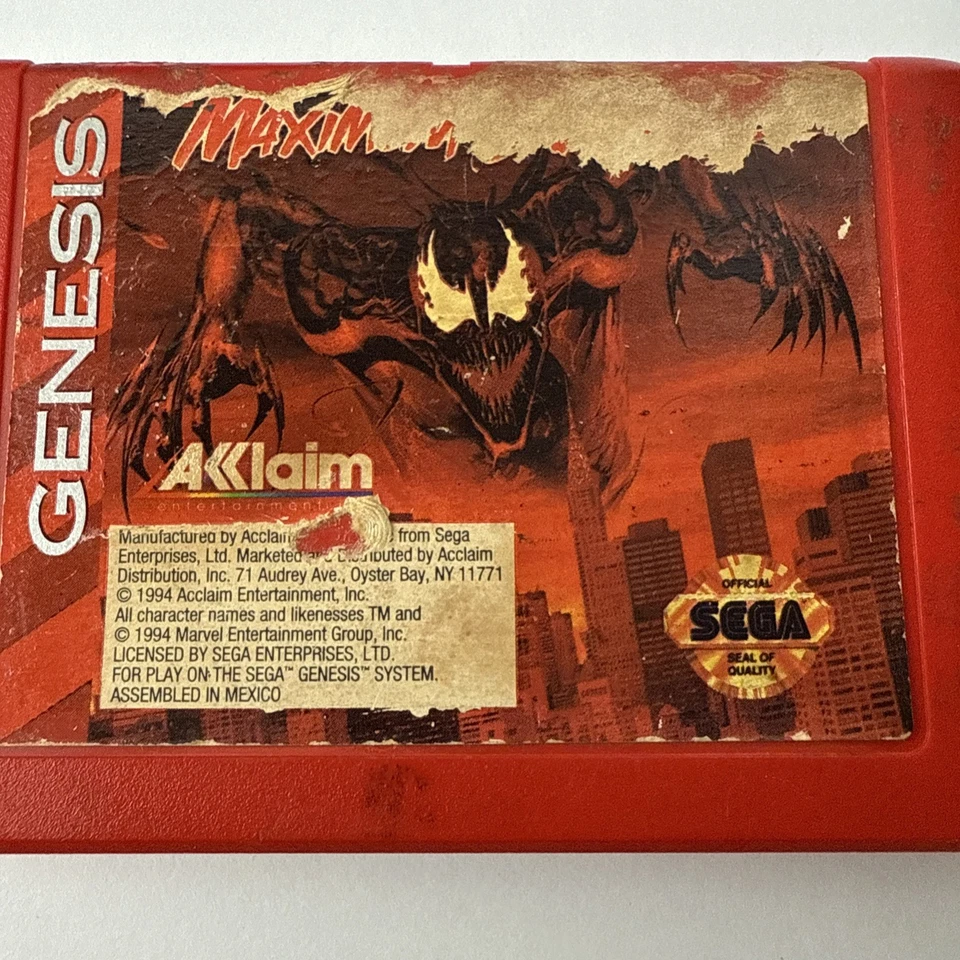 GENESIS
MAXIM
AKKlaim
entertainment
Manufactured by Acclaim from Sega
Enterprises, Ltd. Marketed and Distributed by Acclaim
Distribution, Inc. 71 Audrey Ave., Oyster Bay, NY 11771
© 1994 Acclaim Entertainment, Inc.
All character names and likenesses TM and
© 1994 Marvel Entertainment Group, Inc.
LICENSED BY SEGA ENTERPRISES, LTD.
FOR PLAY ON THE SEGA™ GENESIS™ SYSTEM.
ASSEMBLED IN MEXICO
OFFICIAL
SEGA
SEAL OF
QUALITY